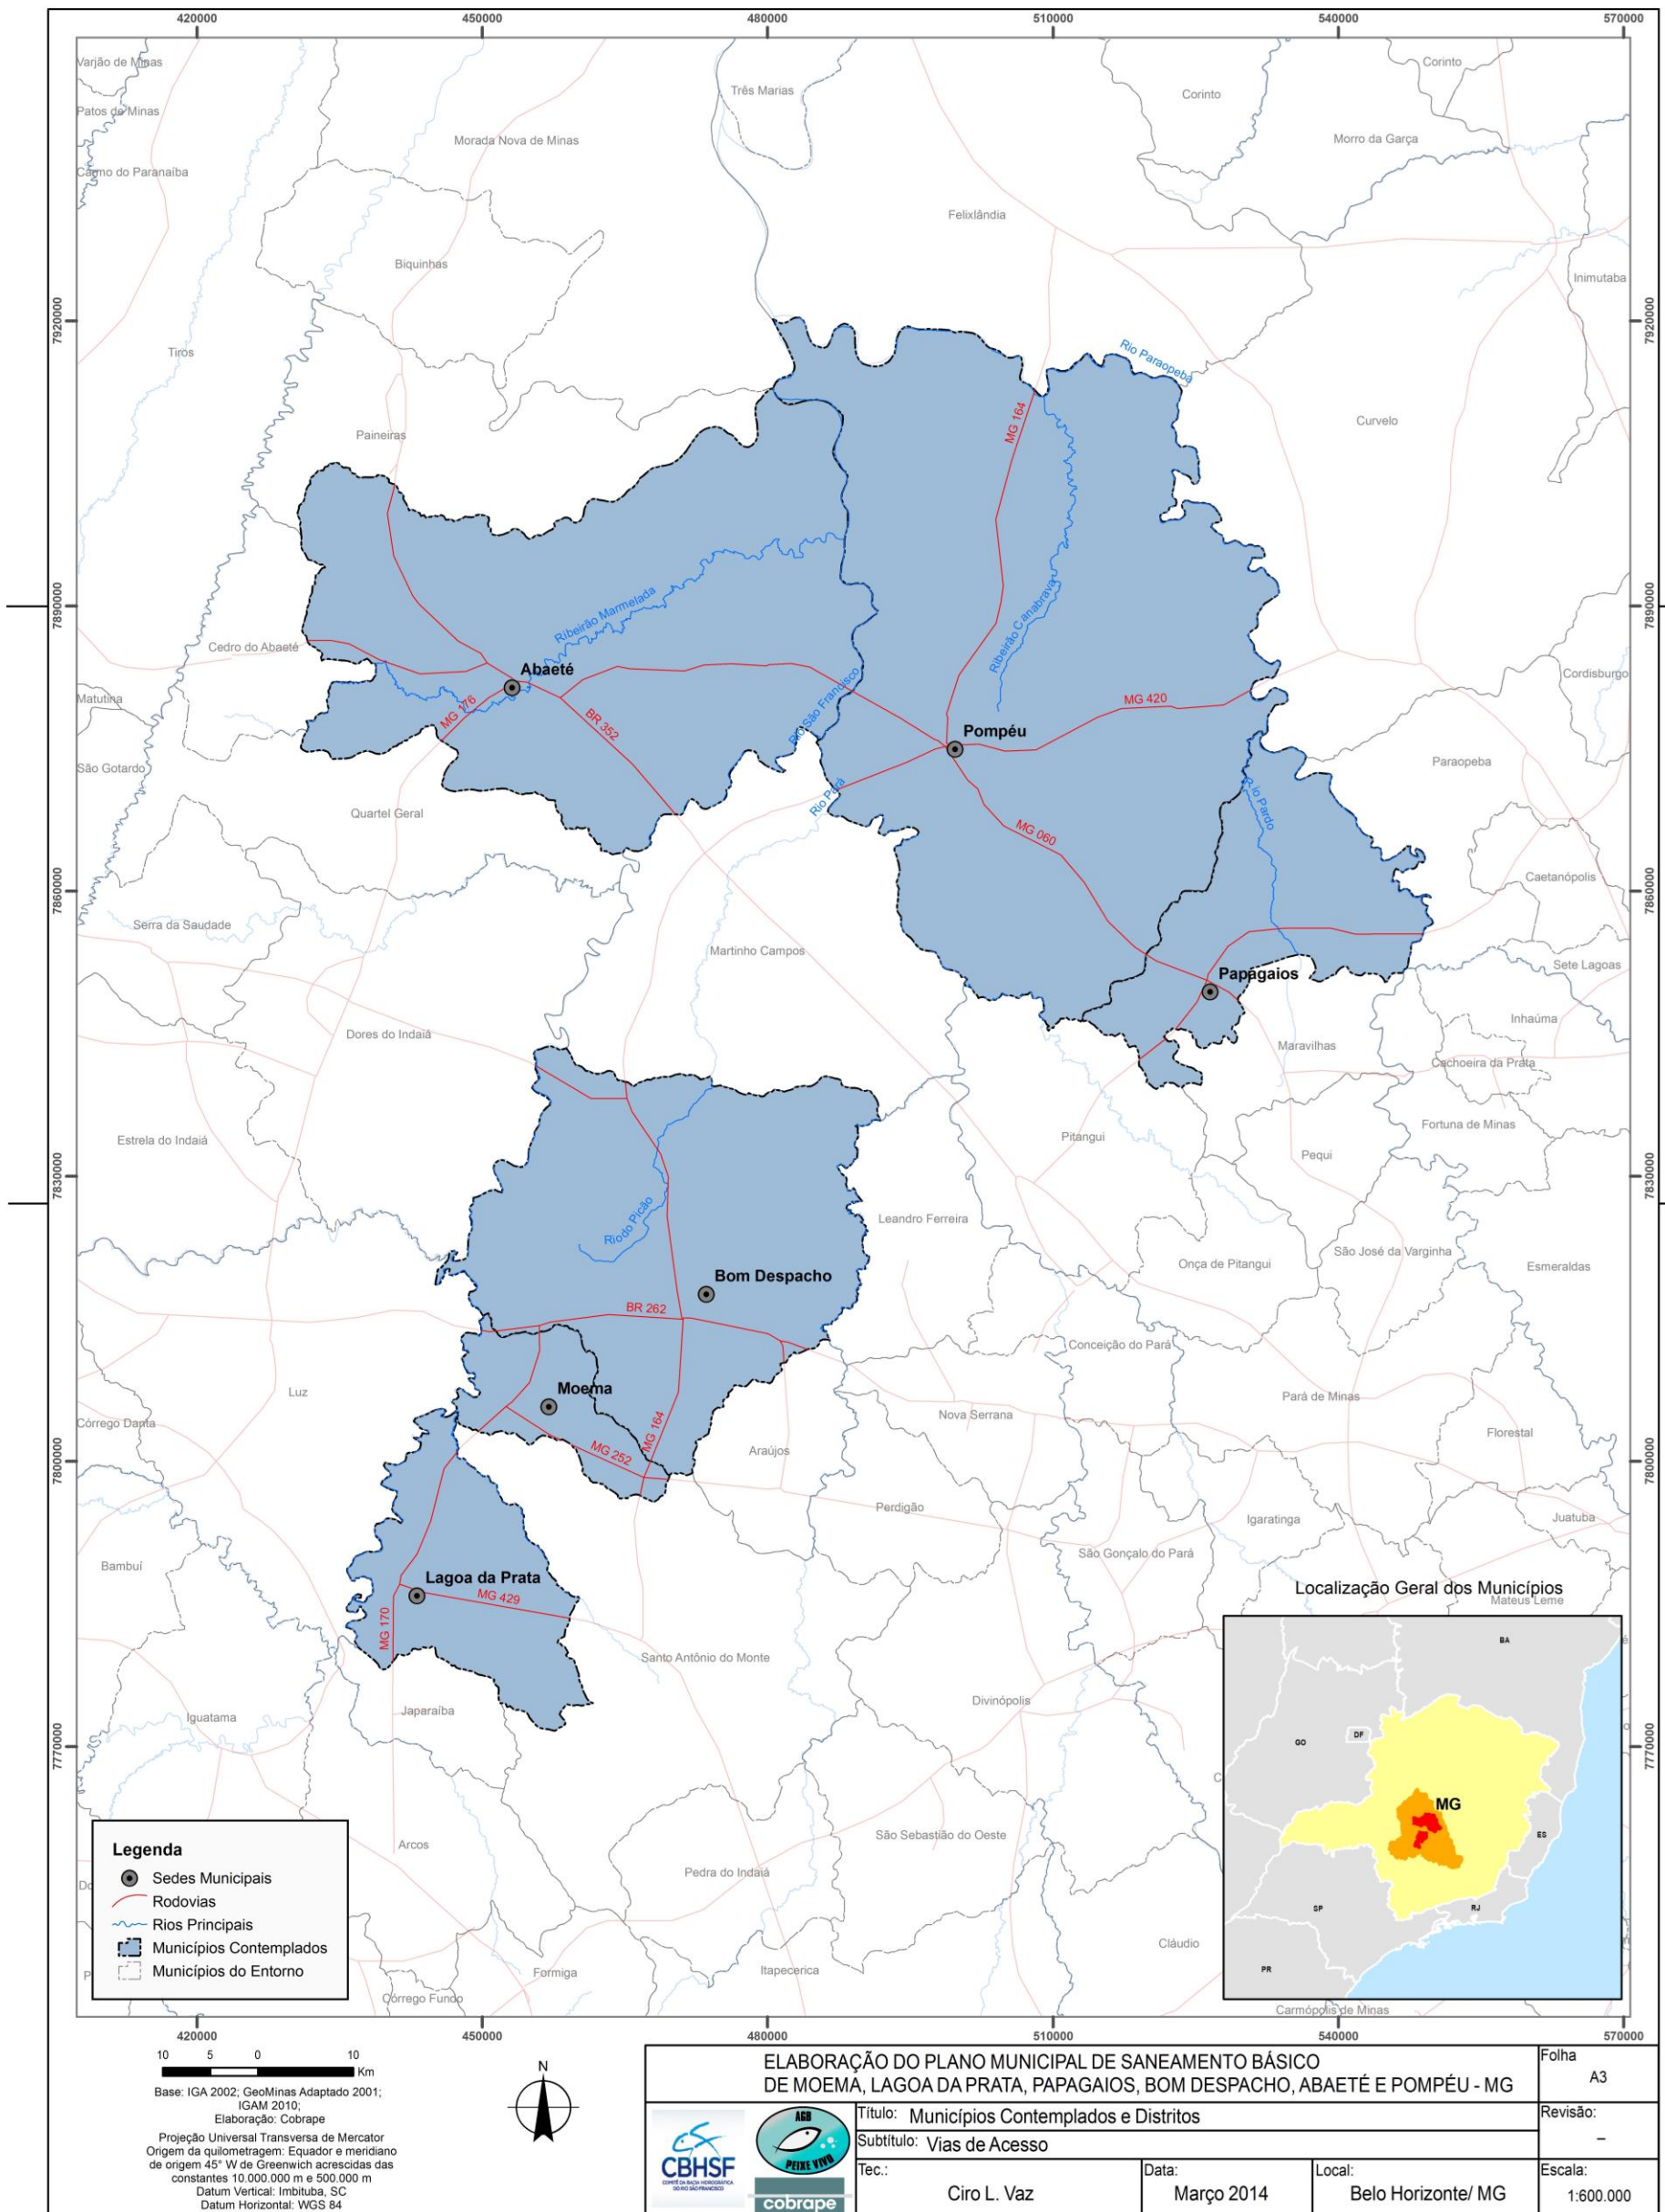 420000
450000
480000
510000
540000
570000
Varjão de Minas
Corinto
Três Marias
Corinto
Patos de Minas
Morada Nova de Minas
Morro da Garça
Carmo do Paranaíba
Felixlândia
Biquinhas
Inimutaba
7920000
7920000
Tiros
Rio Paraopeba
MG 164
Curvelo
Paineiras
7890000
7890000
Ribeirão Marmelada
Ribeirão Canabrava
Cedro do Abaeté
Abaeté
Cordisburgo
Matutina
MG 176
BR 352
Rio São Francisco
MG 420
Pompéu
São Gotardo
Paraopeba
Rio Pará
Rio Pardo
Quartel Geral
MG 060
7860000
7860000
Caetanópolis
Serra da Saudade
Martinho Campos
Papagaios
Sete Lagoas
Inhaúma
Dores do Indaiá
Maravilhas
Cachoeira da Prata
Fortuna de Minas
Estrela do Indaiá
Pitangui
Pequi
7830000
7830000
Rio do Picão
Leandro Ferreira
São José da Varginha
Onça de Pitangui
Esmeraldas
Bom Despacho
BR 262
Conceição do Pará
Luz
Moema
Pará de Minas
Córrego Danta
Nova Serrana
Florestal
MG 164
MG 252
Araújos
7800000
7800000
Perdigão
Igaratinga
Juatuba
São Gonçalo do Pará
Bambuí
Lagoa da Prata
MG 429
MG 170
Localização Geral dos Municípios
Mateus Leme
BA
Santo Antônio do Monte
Divinópolis
Japaraíba
Iguatama
GO
DF
7770000
7770000
MG
São Sebastião do Oeste
ES
Arcos
Pedra do Indaiá
SP
RJ
Cláudio
PR
Itapecerica
Formiga
Córrego Fundo
Carmópolis de Minas
Legenda
Sedes Municipais
Rodovias
Rios Principais
Municípios Contemplados
Municípios do Entorno
420000
450000
480000
510000
540000
570000
10 5 0 10
Km
Base: IGA 2002; GeoMinas Adaptado 2001;
IGAM 2010;
Elaboração: Cobrape
Projeção Universal Transversa de Mercator
Origem da quilometragem: Equador e meridiano
de origem 45° W de Greenwich acrescidas das
constantes 10.000.000 m e 500.000 m
Datum Vertical: Imbituba, SC
Datum Horizontal: WGS 84
N
ELABORAÇÃO DO PLANO MUNICIPAL DE SANEAMENTO BÁSICO
DE MOEMA, LAGOA DA PRATA, PAPAGAIOS, BOM DESPACHO, ABAETÉ E POMPÉU - MG
Folha
A3
CBHSF
COMITÊ DA BACIA HIDROGRÁFICA
DO RIO SÃO FRANCISCO
AGB
PEIXE VIVO
cobrape
Título: Municípios Contemplados e Distritos
Subtítulo: Vias de Acesso
Revisão:
–
Tec.:
Ciro L. Vaz
Data:
Março 2014
Local:
Belo Horizonte/ MG
Escala:
1:600.000